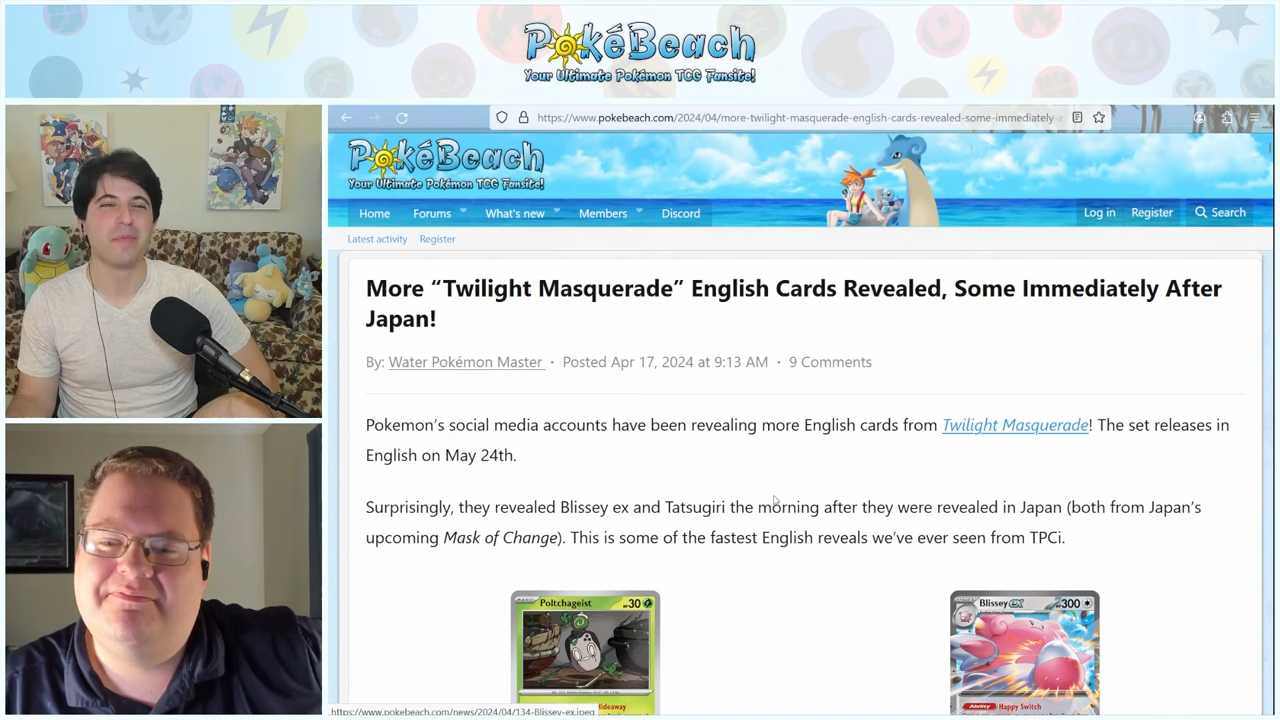 PokéBeach
Your Ultimate Pokémon TCG Fansite!
https://www.pokebeach.com/2024/04/more-twilight-masquerade-english-cards-revealed-some-immediately-a
PokéBeach
Your Ultimate Pokémon TCG Fansite!
Home Forums What's new Members Discord Log in Register Search
Latest activity Register
More “Twilight Masquerade” English Cards Revealed, Some Immediately After
Japan!
By: Water Pokémon Master · Posted Apr 17, 2024 at 9:13 AM · 9 Comments
Pokemon’s social media accounts have been revealing more English cards from Twilight Masquerade! The set releases in
English on May 24th.
Surprisingly, they revealed Blissey ex and Tatsugiri the morning after they were revealed in Japan (both from Japan’s
upcoming Mask of Change). This is some of the fastest English reveals we’ve ever seen from TPCi.
Poltchageist HP30
Blissey ex HP300
Hideaway
Ability Happy Switch
https://www.pokebeach.com/news/2024/04/134-Blissey-ex.jpeg